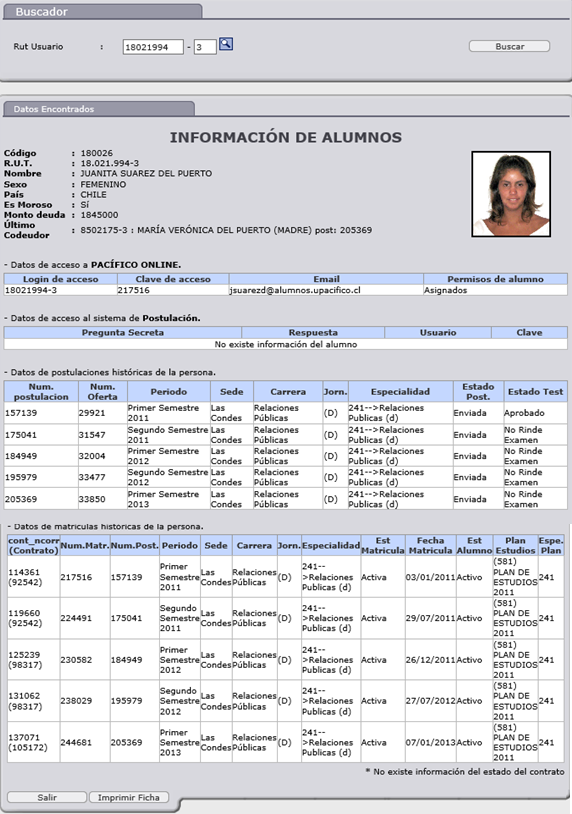 Buscador
Rut Usuario : 18021994 - 3 Buscar
Datos Encontrados
INFORMACIÓN DE ALUMNOS
Código : 180026
R.U.T. : 18.021.994-3
Nombre : JUANITA SUAREZ DEL PUERTO
Sexo : FEMENINO
País : CHILE
Es Moroso : Sí
Monto deuda : 1845000
Último
Codeudor : 8502175-3 : MARÍA VERÓNICA DEL PUERTO (MADRE) post: 205369
- Datos de acceso a PACÍFICO ONLINE.
Login de acceso Clave de acceso Email Permisos de alumno
18021994-3 217516 jsuarezd@alumnos.upacifico.cl Asignados
- Datos de acceso al sistema de Postulación.
Pregunta Secreta Respuesta Usuario Clave
No existe información del alumno
- Datos de postulaciones históricas de la persona.
Num. postulacion Num. Oferta Periodo Sede Carrera Jorn. Especialidad Estado Post. Estado Test
157139 29921 Primer Semestre 2011 Las Condes Relaciones Públicas (D) 241-->Relaciones Publicas (d) Enviada Aprobado
175041 31547 Segundo Semestre 2011 Las Condes Relaciones Públicas (D) 241-->Relaciones Publicas (d) Enviada No Rinde Examen
184949 32004 Primer Semestre 2012 Las Condes Relaciones Públicas (D) 241-->Relaciones Publicas (d) Enviada No Rinde Examen
195979 33477 Segundo Semestre 2012 Las Condes Relaciones Públicas (D) 241-->Relaciones Publicas (d) Enviada No Rinde Examen
205369 33850 Primer Semestre 2013 Las Condes Relaciones Públicas (D) 241-->Relaciones Publicas (d) Enviada No Rinde Examen
- Datos de matriculas historicas de la persona.
cont_ncorr (Contrato) Num.Matr. Num.Post. Periodo Sede Carrera Jorn. Especialidad Est Matricula Fecha Matricula Est Alumno Plan Estudios Espe. Plan
114361 (92542) 217516 157139 Primer Semestre 2011 Las Condes Relaciones Públicas (D) 241-->Relaciones Publicas (d) Activa 03/01/2011 Activo (581) PLAN DE ESTUDIOS 2011 241
119660 (92542) 224491 175041 Segundo Semestre 2011 Las Condes Relaciones Públicas (D) 241-->Relaciones Publicas (d) Activa 29/07/2011 Activo (581) PLAN DE ESTUDIOS 2011 241
125239 (98317) 230582 184949 Primer Semestre 2012 Las Condes Relaciones Públicas (D) 241-->Relaciones Publicas (d) Activa 26/12/2011 Activo (581) PLAN DE ESTUDIOS 2011 241
131062 (98317) 238029 195979 Segundo Semestre 2012 Las Condes Relaciones Públicas (D) 241-->Relaciones Publicas (d) Activa 27/07/2012 Activo (581) PLAN DE ESTUDIOS 2011 241
137071 (105172) 244681 205369 Primer Semestre 2013 Las Condes Relaciones Públicas (D) 241-->Relaciones Publicas (d) Activa 07/01/2013 Activo (581) PLAN DE ESTUDIOS 2011 241
* No existe información del estado del contrato
Salir Imprimir Ficha